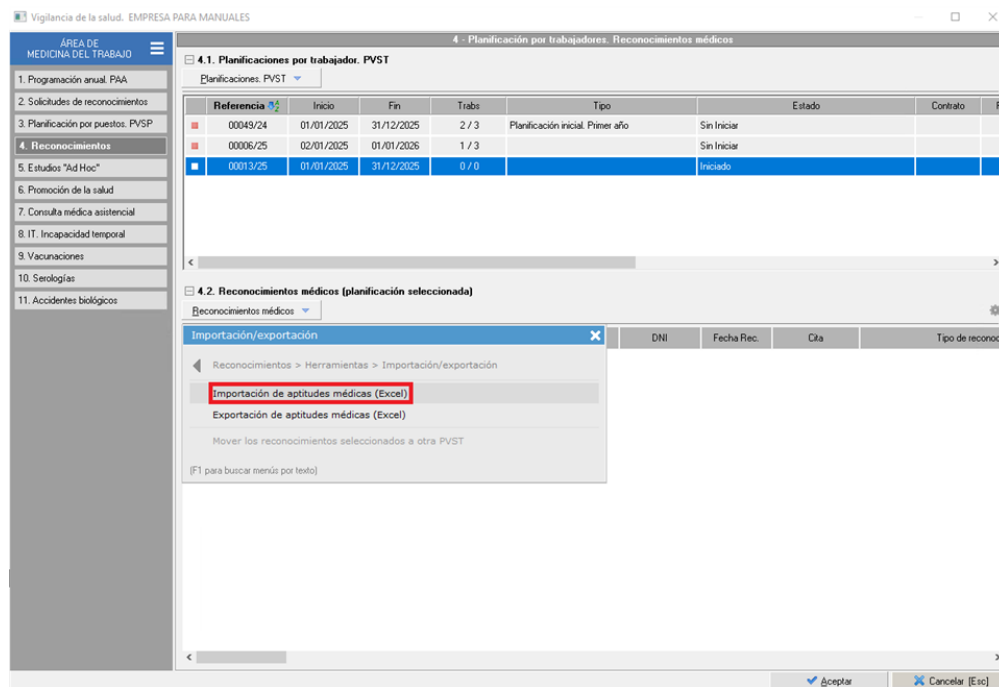 Vigilancia de la salud. EMPRESA PARA MANUALES
ÁREA DE
MEDICINA DEL TRABAJO
1. Programación anual. PAA
2. Solicitudes de reconocimientos
3. Planificación por puestos. PVSP
4. Reconocimientos
5. Estudios "Ad Hoc"
6. Promoción de la salud
7. Consulta médica asistencial
8. IT. Incapacidad temporal
9. Vacunaciones
10. Serologías
11. Accidentes biológicos
4 - Planificación por trabajadores. Reconocimientos médicos
4.1. Planificaciones por trabajador. PVST
Planificaciones. PVST
Referencia Inicio Fin Trabs Tipo Estado Contrato
00049/24 01/01/2025 31/12/2025 2 / 3 Planificación inicial. Primer año Sin Iniciar
00006/25 02/01/2025 01/01/2026 1 / 3 Sin Iniciar
00013/25 01/01/2025 31/12/2025 0 / 0 Iniciado
4.2. Reconocimientos médicos (planificación seleccionada)
Reconocimientos médicos
DNI Fecha Rec. Cita Tipo de reconoc
Importación/exportación
Reconocimientos > Herramientas > Importación/exportación
Importación de aptitudes médicas (Excel)
Exportación de aptitudes médicas (Excel)
Mover los reconocimientos seleccionados a otra PVST
(F1 para buscar menús por texto)
Aceptar Cancelar [Esc]